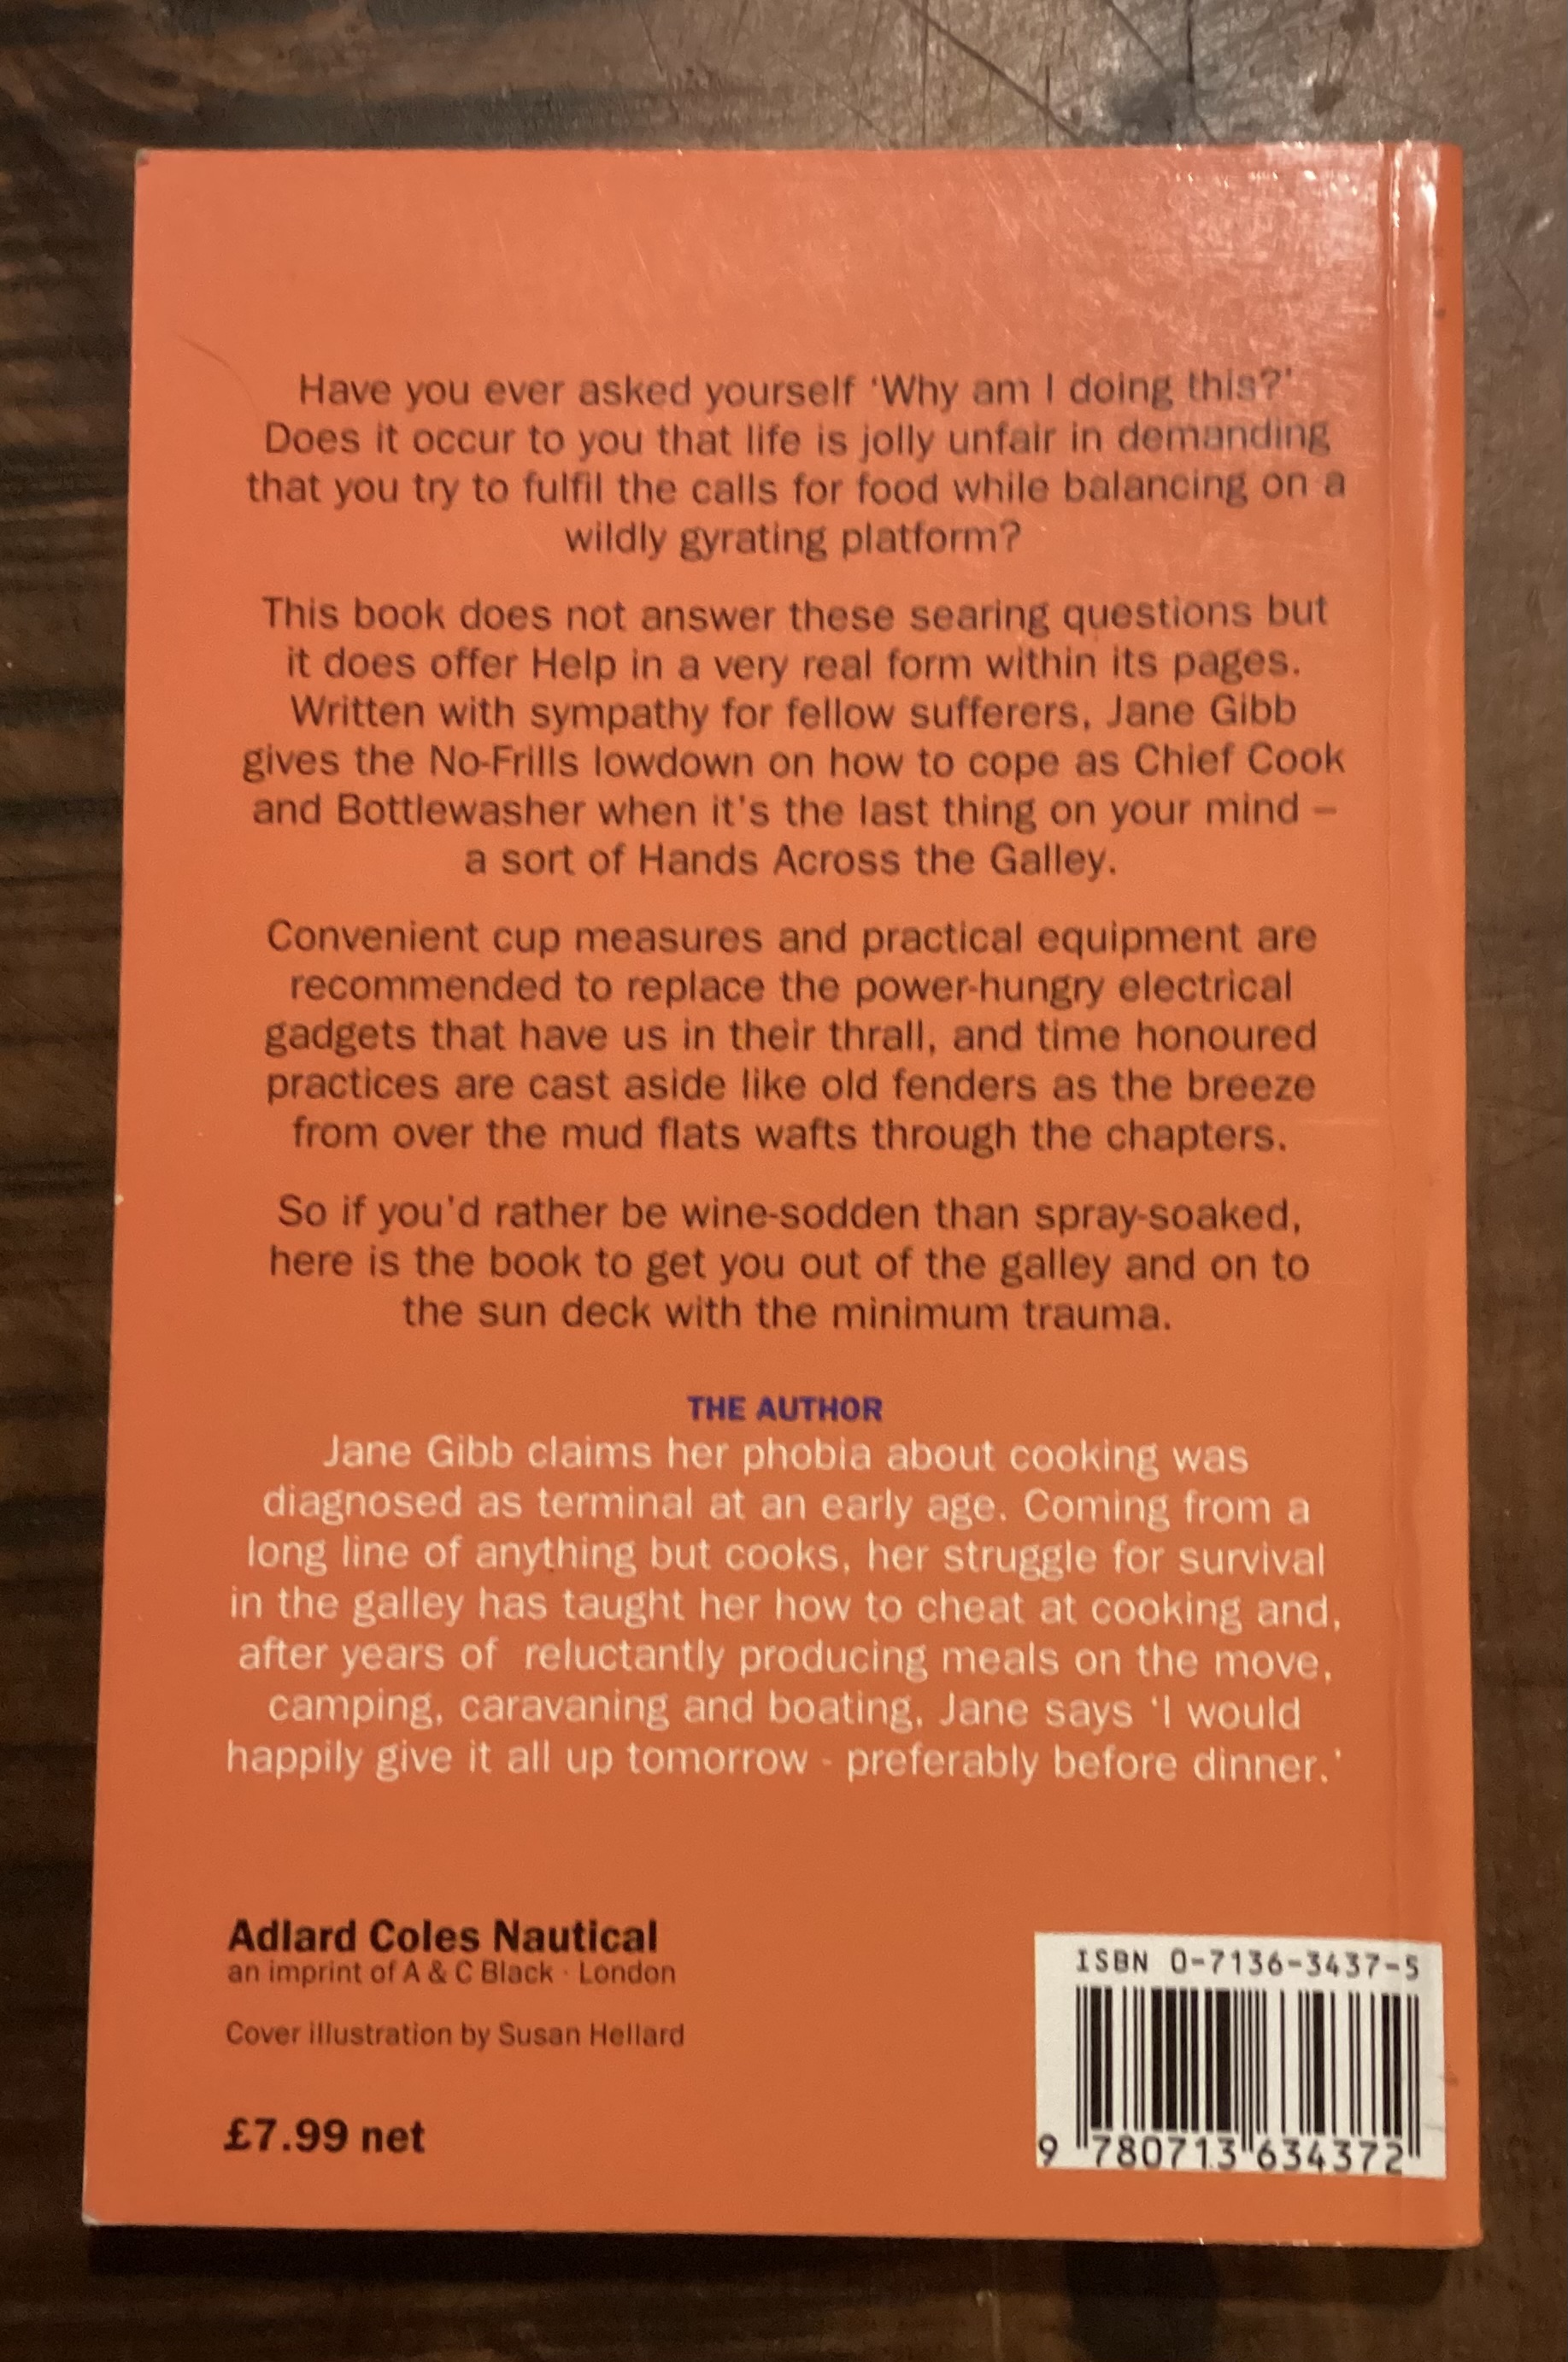 Have you ever asked yourself ‘Why am I doing this?’
Does it occur to you that life is jolly unfair in demanding
that you try to fulfil the calls for food while balancing on a
wildly gyrating platform?
This book does not answer these searing questions but
it does offer Help in a very real form within its pages.
Written with sympathy for fellow sufferers, Jane Gibb
gives the No-Frills lowdown on how to cope as Chief Cook
and Bottlewasher when it's the last thing on your mind –
a sort of Hands Across the Galley.
Convenient cup measures and practical equipment are
recommended to replace the power-hungry electrical
gadgets that have us in their thrall, and time honoured
practices are cast aside like old fenders as the breeze
from over the mud flats wafts through the chapters.
So if you'd rather be wine-sodden than spray-soaked,
here is the book to get you out of the galley and on to
the sun deck with the minimum trauma.
THE AUTHOR
Jane Gibb claims her phobia about cooking was
diagnosed as terminal at an early age. Coming from a
long line of anything but cooks, her struggle for survival
in the galley has taught her how to cheat at cooking and,
after years of reluctantly producing meals on the move,
camping, caravaning and boating, Jane says ‘I would
happily give it all up tomorrow - preferably before dinner.’
Adlard Coles Nautical
an imprint of A & C Black · London
Cover illustration by Susan Hellard
£7.99 net
ISBN 0-7136-3437-5
9 780713 634372